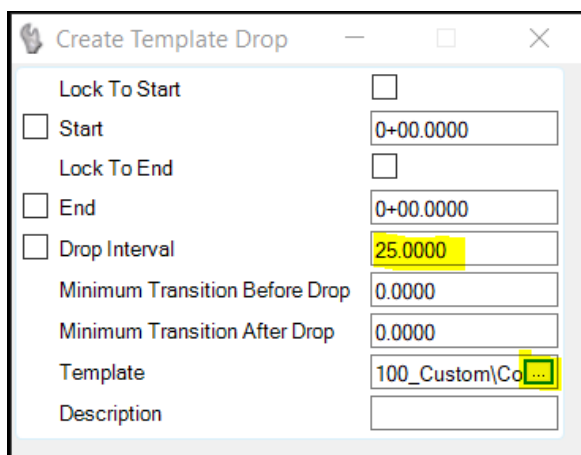 Create Template Drop
Lock To Start
Start 0+00.0000
Lock To End
End 0+00.0000
Drop Interval 25.0000
Minimum Transition Before Drop 0.0000
Minimum Transition After Drop 0.0000
Template 100_Custom\Co ...
Description